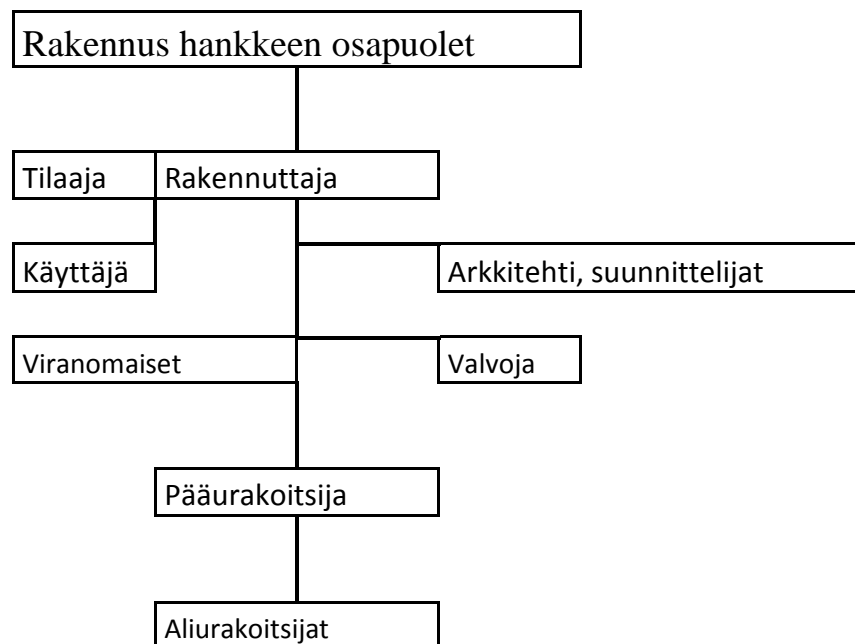 Rakennus hankkeen osapuolet
Tilaaja Rakennuttaja
Käyttäjä
Arkkitehti, suunnittelijat
Viranomaiset
Valvoja
Pääurakoitsija
Aliurakoitsijat